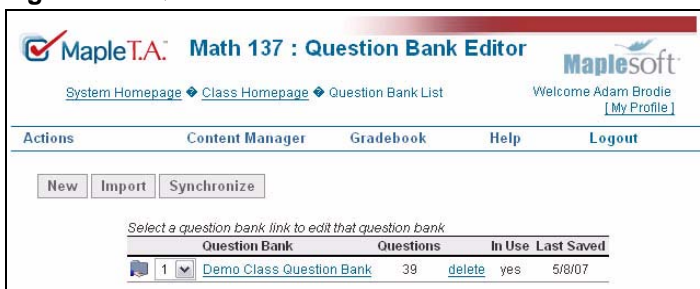 MapleT.A. Math 137 : Question Bank Editor
Maplesoft
System Homepage � Class Homepage � Question Bank List
Welcome Adam Brodie
[ My Profile ]
Actions Content Manager Gradebook Help Logout
New Import Synchronize
Select a question bank link to edit that question bank
Question Bank Questions In Use Last Saved
1 Demo Class Question Bank 39 delete yes 5/8/07